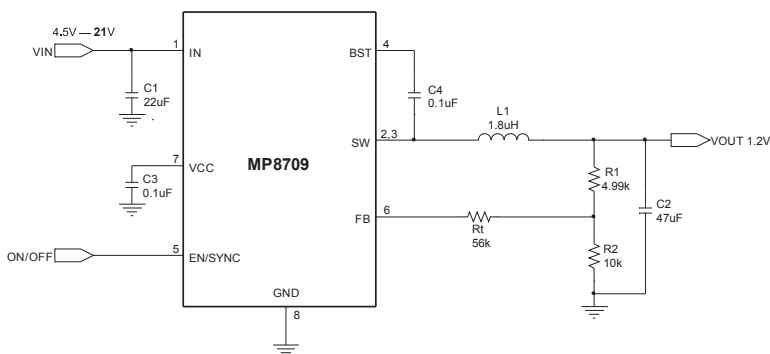 4.5V — 21V
VIN
1
IN
BST
4
C1
22uF
C4
0.1uF
L1
1.8uH
SW
2,3
VOUT 1.2V
7
VCC
MP8709
C3
0.1uF
R1
4.99k
C2
47uF
FB
6
Rt
56k
R2
10k
ON/OFF
5
EN/SYNC
GND
8